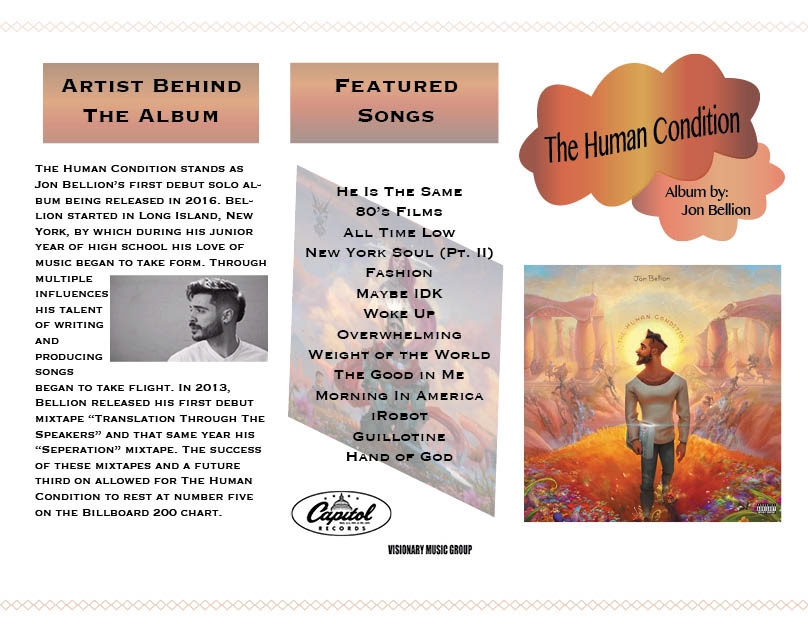 Artist Behind
The Album
The Human Condition stands as
Jon Bellion's first debut solo al-
bum being released in 2016. Bel-
lion started in Long Island, New
York, by which during his junior
year of high school his love of
music began to take form. Through
multiple
influences
his talent
of writing
and
producing
songs
began to take flight. In 2013,
Bellion released his first debut
mixtape “Translation Through The
Speakers” and that same year his
“Seperation” mixtape. The success
of these mixtapes and a future
third on allowed for The Human
Condition to rest at number five
on the Billboard 200 chart.
Featured
Songs
He Is The Same
80's Films
All Time Low
New York Soul (Pt. II)
Fashion
Maybe IDK
Woke Up
Overwhelming
Weight of the World
The Good in Me
Morning In America
iRobot
Guillotine
Hand of God
Capitol
RECORDS
VISIONARY MUSIC GROUP
The Human Condition
Album by:
Jon Bellion
Jon Bellion
THE HUMAN CONDITION